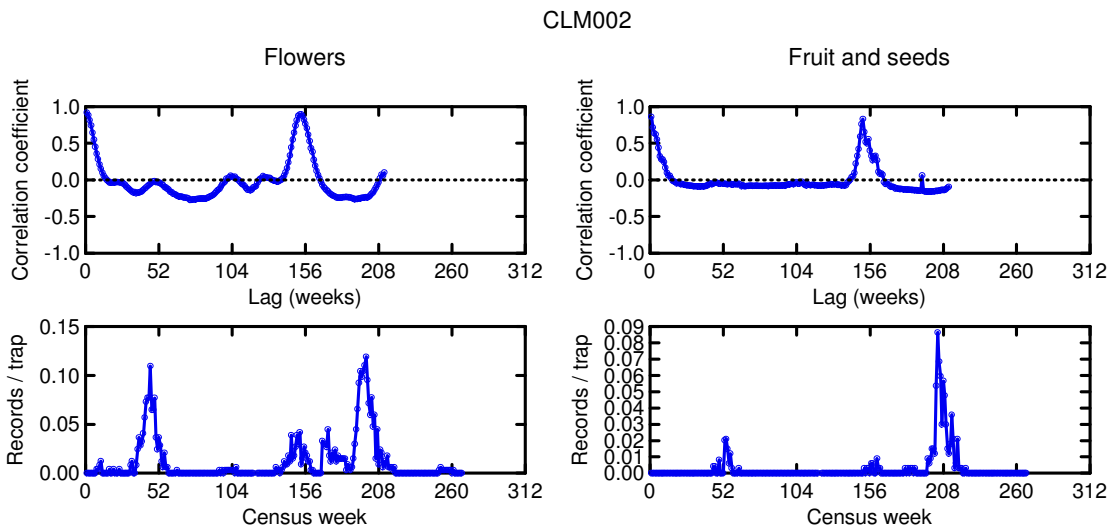 CLM002
Flowers
Fruit and seeds
Correlation coefficient
1.0
0.5
0.0
-0.5
-1.0
0 52 104 156 208 260 312
Lag (weeks)
Correlation coefficient
1.0
0.5
0.0
-0.5
-1.0
0 52 104 156 208 260 312
Lag (weeks)
Records / trap
0.15
0.10
0.05
0.00
0 52 104 156 208 260 312
Census week
Records / trap
0.09
0.08
0.07
0.06
0.05
0.04
0.03
0.02
0.01
0.00
0 52 104 156 208 260 312
Census week